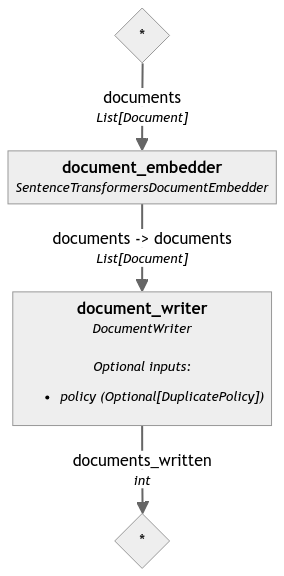 *
documents
List[Document]
document_embedder
SentenceTransformersDocumentEmbedder
documents -> documents
List[Document]
document_writer
DocumentWriter
Optional inputs:
• policy (Optional[DuplicatePolicy])
documents_written
int
*